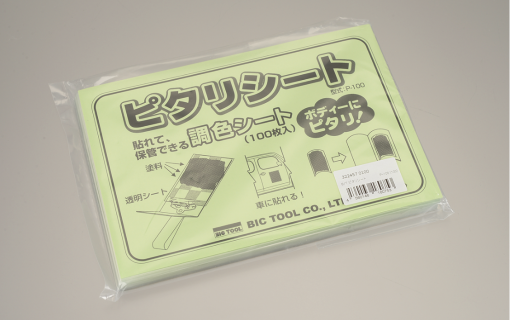 ピタリシート
型式:P-100
貼れて、
保管できる調色シート
(100枚入)
ボディーに
ピタリ!
塗料
透明シート
車に貼れる!
BIC TOOL
BIC TOOL CO., LT